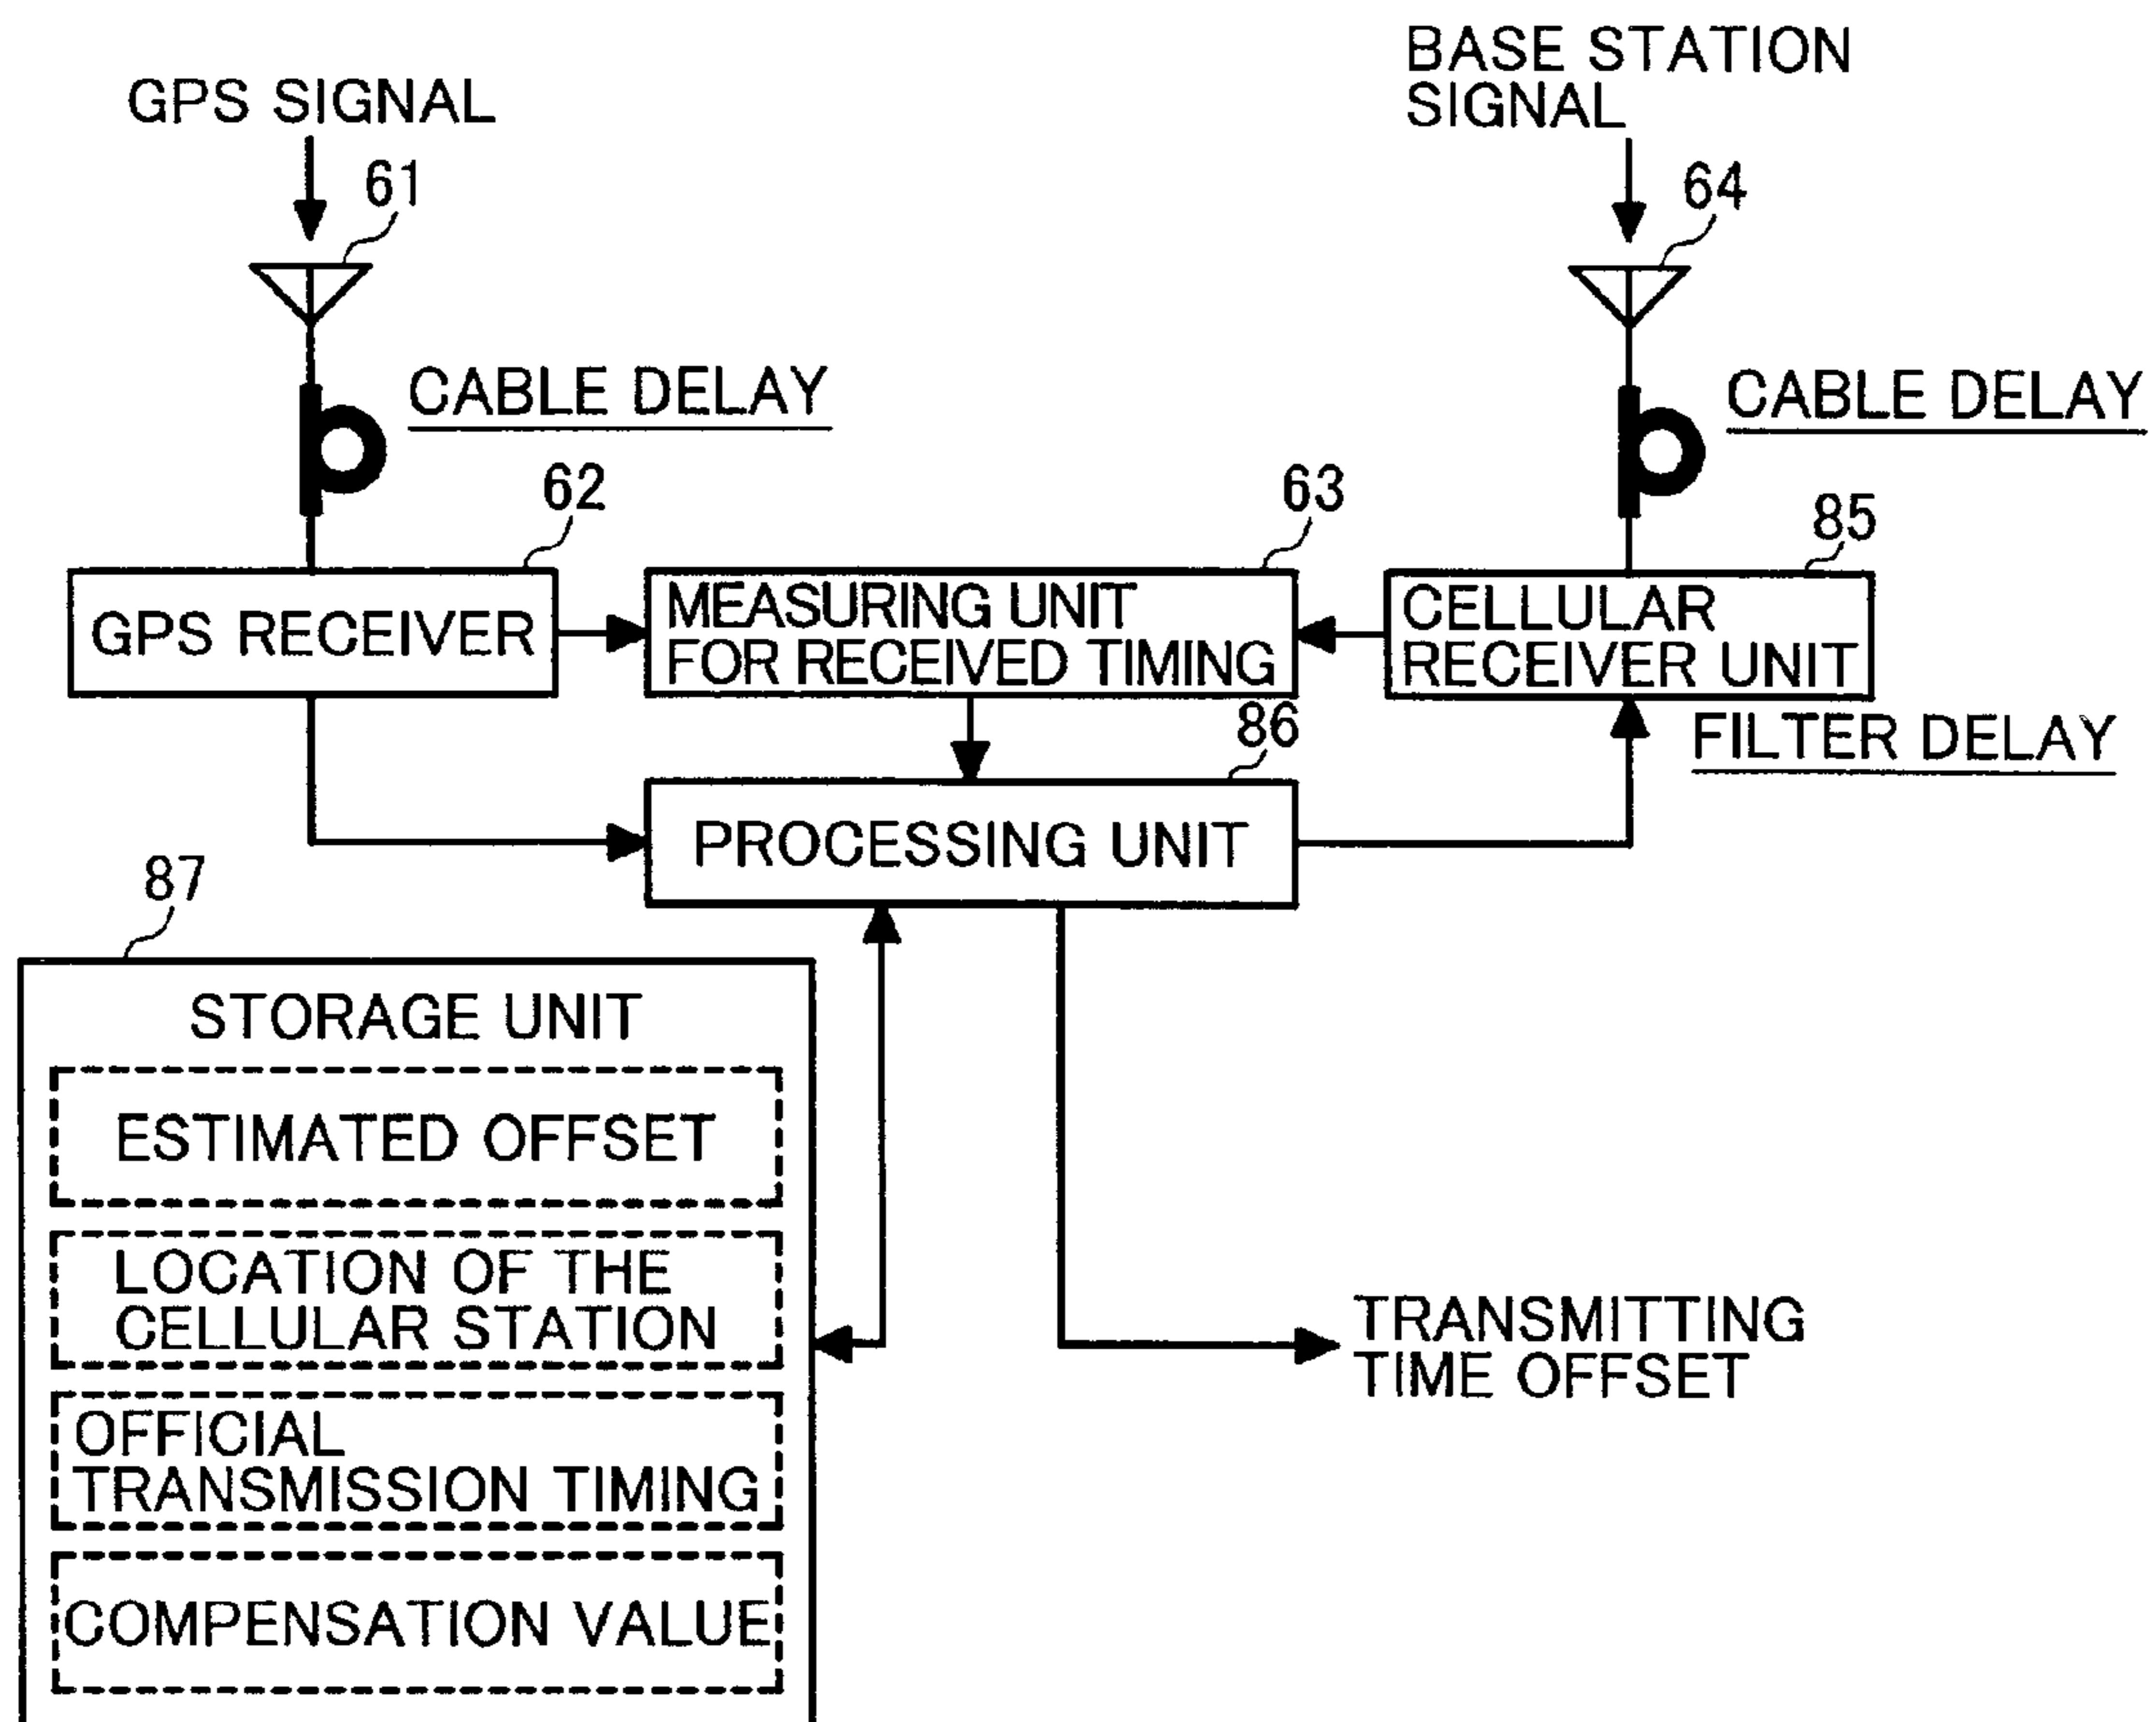 BASE STATION
SIGNAL
GPS SIGNAL
61
64
CABLE DELAY
CABLE DELAY
62
63
85
GPS RECEIVER
MEASURING UNIT
FOR RECEIVED TIMING
CELLULAR
RECEIVER UNIT
86
FILTER DELAY
PROCESSING UNIT
87
STORAGE UNIT
ESTIMATED OFFSET
LOCATION OF THE
CELLULAR STATION
TRANSMITTING
TIME OFFSET
OFFICIAL
TRANSMISSION TIMING
COMPENSATION VALUE